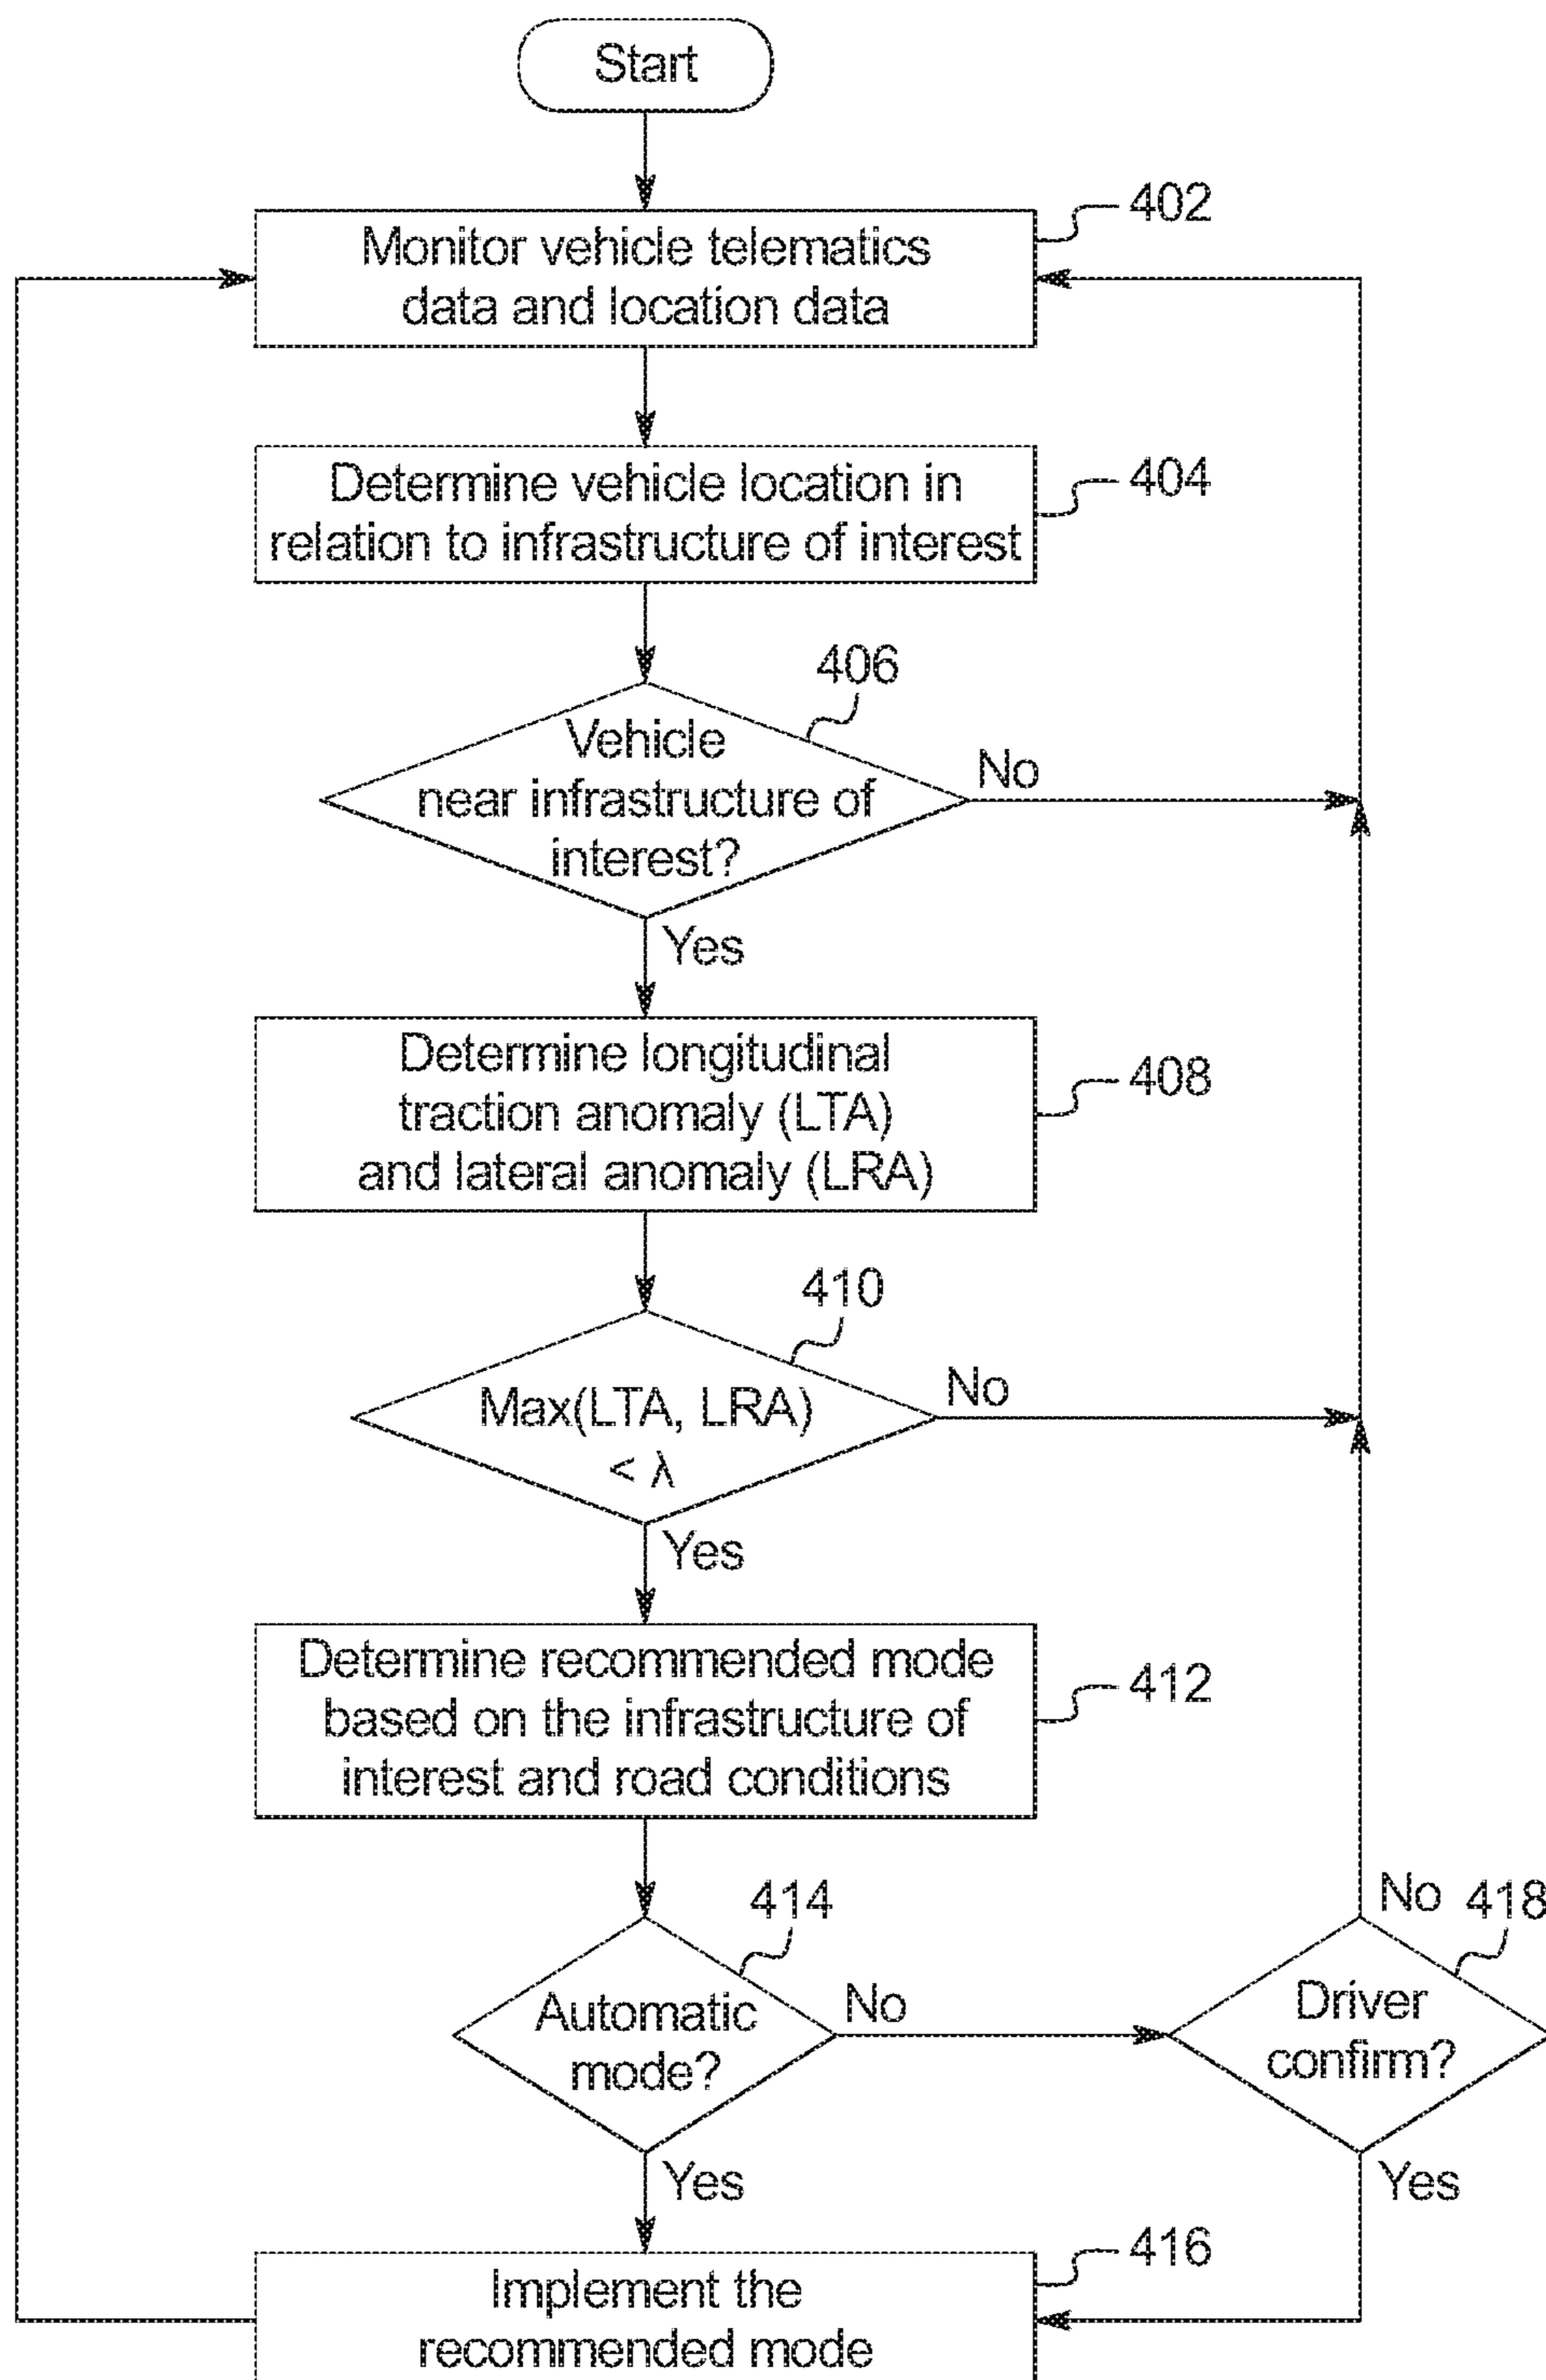 Start
402
Monitor vehicle telematics
data and location data
404
Determine vehicle location in
relation to infrastructure of interest
406
Vehicle
near infrastructure of
interest?
No
Yes
Determine longitudinal
traction anomaly (LTA)
and lateral anomaly (LRA)
408
410
Max(LTA, LRA)
< λ
No
Yes
Determine recommended mode
based on the infrastructure of
interest and road conditions
412
414
Automatic
mode?
No
No
418
Driver
confirm?
Yes
Yes
416
Implement the
recommended mode